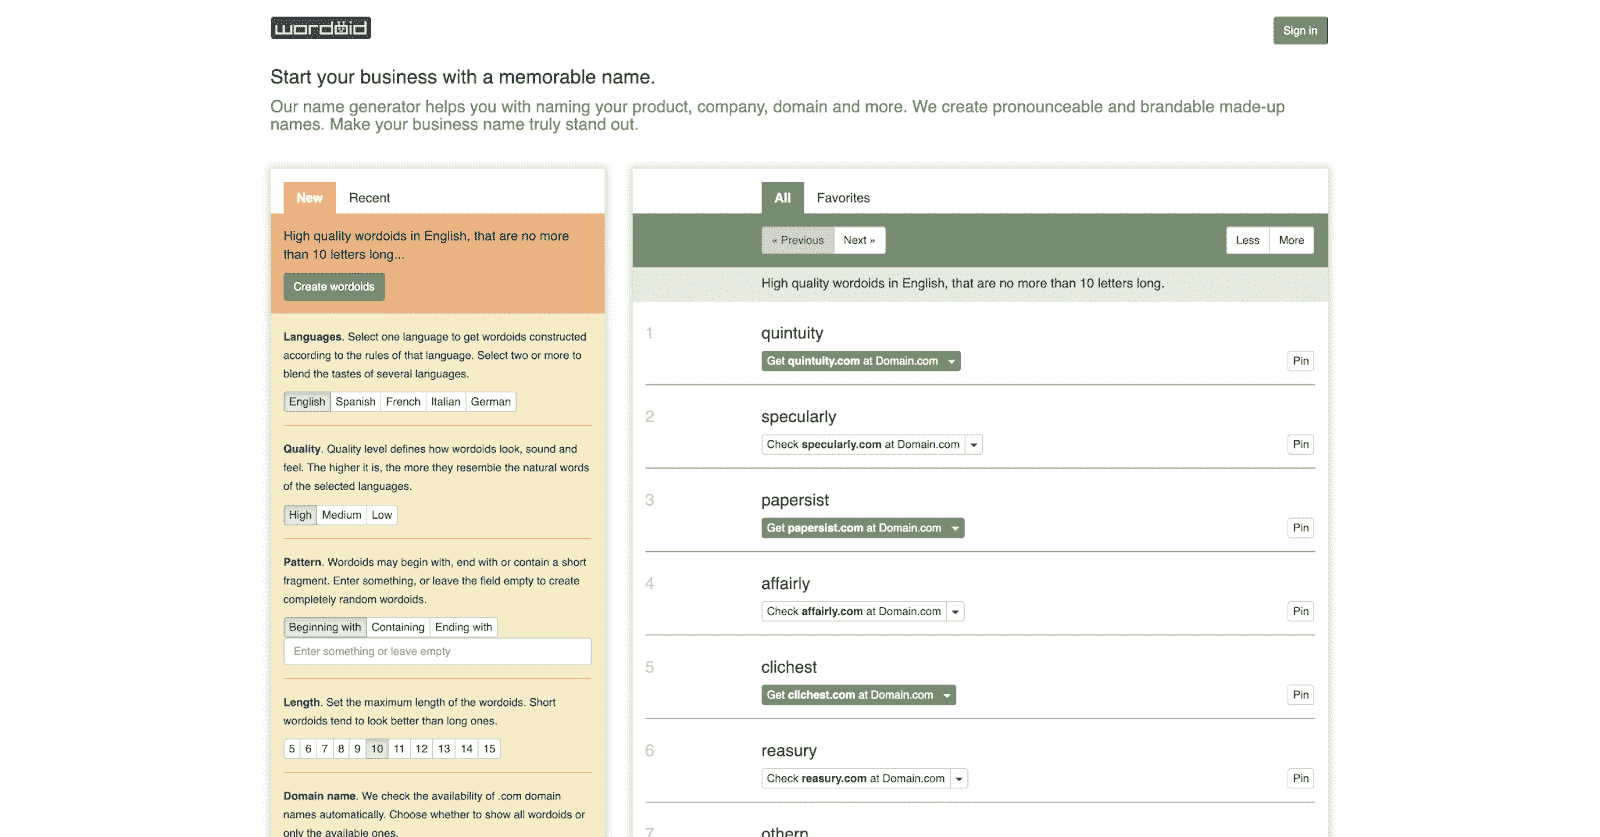 wordoid
Sign in
Start your business with a memorable name.
Our name generator helps you with naming your product, company, domain and more. We create pronounceable and brandable made-up
names. Make your business name truly stand out.
New Recent
High quality wordoids in English, that are no more
than 10 letters long...
Create wordoids
Languages. Select one language to get wordoids constructed
according to the rules of that language. Select two or more to
blend the tastes of several languages.
English Spanish French Italian German
Quality. Quality level defines how wordoids look, sound and
feel. The higher it is, the more they resemble the natural words
of the selected languages.
High Medium Low
Pattern. Wordoids may begin with, end with or contain a short
fragment. Enter something, or leave the field empty to create
completely random wordoids.
Beginning with Containing Ending with
Enter something or leave empty
Length. Set the maximum length of the wordoids. Short
wordoids tend to look better than long ones.
5 6 7 8 9 10 11 12 13 14 15
Domain name. We check the availability of .com domain
names automatically. Choose whether to show all wordoids or
only the available ones.
All Favorites
« Previous Next » Less More
High quality wordoids in English, that are no more than 10 letters long.
1 quintuity
Get quintuity.com at Domain.com Pin
2 specularly
Check specularly.com at Domain.com Pin
3 papersist
Get papersist.com at Domain.com Pin
4 affairly
Check affairly.com at Domain.com Pin
5 clichest
Get clichest.com at Domain.com Pin
6 reasury
Check reasury.com at Domain.com Pin
7 othern